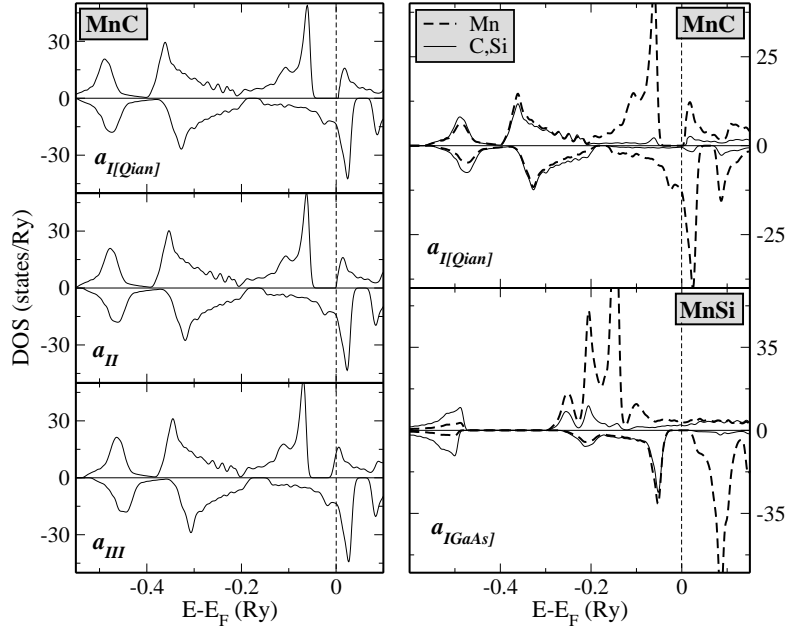 MnC
30
0
-30
a_I[Qian]
30
0
-30
a_II
30
0
-30
a_III
DOS (states/Ry)
-0.4
-0.2
0
E-E_F (Ry)
Mn
C,Si
MnC
25
0
-25
a_I[Qian]
MnSi
35
0
-35
a_IGaAs]
-0.4
-0.2
0
E-E_F (Ry)